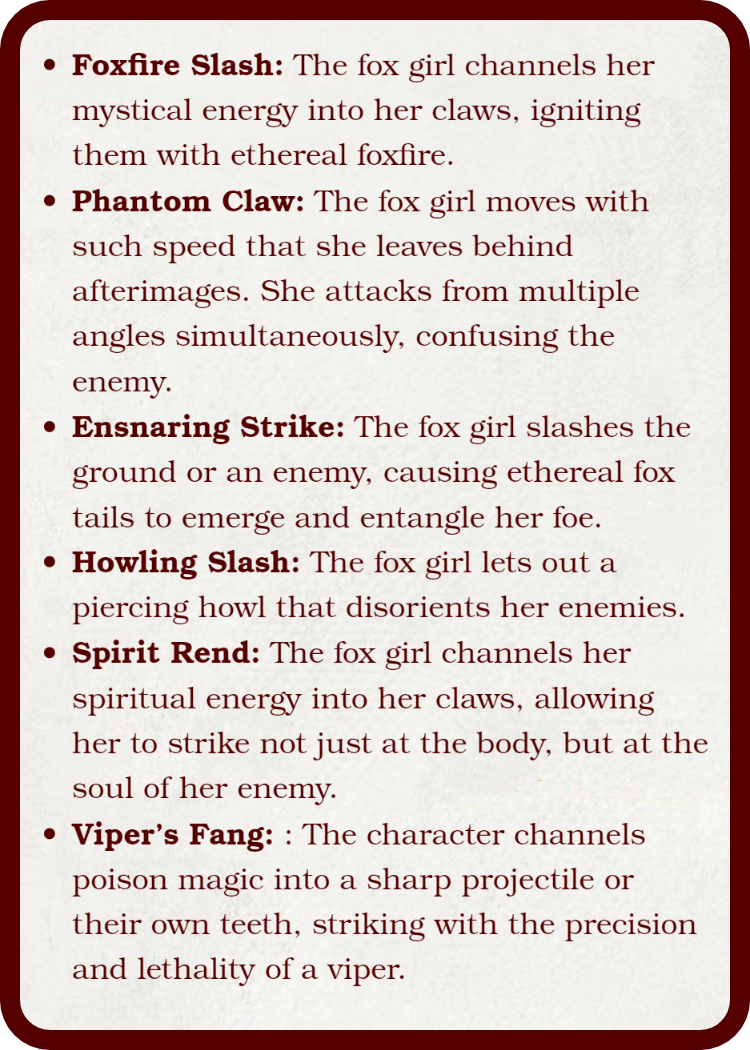 • Foxfire Slash: The fox girl channels her
mystical energy into her claws, igniting
them with ethereal foxfire.
• Phantom Claw: The fox girl moves with
such speed that she leaves behind
afterimages. She attacks from multiple
angles simultaneously, confusing the
enemy.
• Ensnaring Strike: The fox girl slashes the
ground or an enemy, causing ethereal fox
tails to emerge and entangle her foe.
• Howling Slash: The fox girl lets out a
piercing howl that disorients her enemies.
• Spirit Rend: The fox girl channels her
spiritual energy into her claws, allowing
her to strike not just at the body, but at the
soul of her enemy.
• Viper’s Fang: : The character channels
poison magic into a sharp projectile or
their own teeth, striking with the precision
and lethality of a viper.